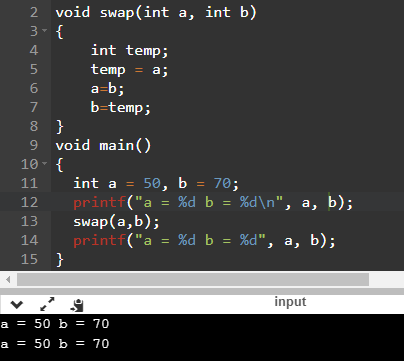 2 void swap(int a, int b)
3 {
4 int temp;
5 temp = a;
6 a=b;
7 b=temp;
8 }
9 void main()
10 {
11 int a = 50, b = 70;
12 printf("a = %d b = %d\n", a, b);
13 swap(a,b);
14 printf("a = %d b = %d", a, b);
15 }
input
a = 50 b = 70
a = 50 b = 70